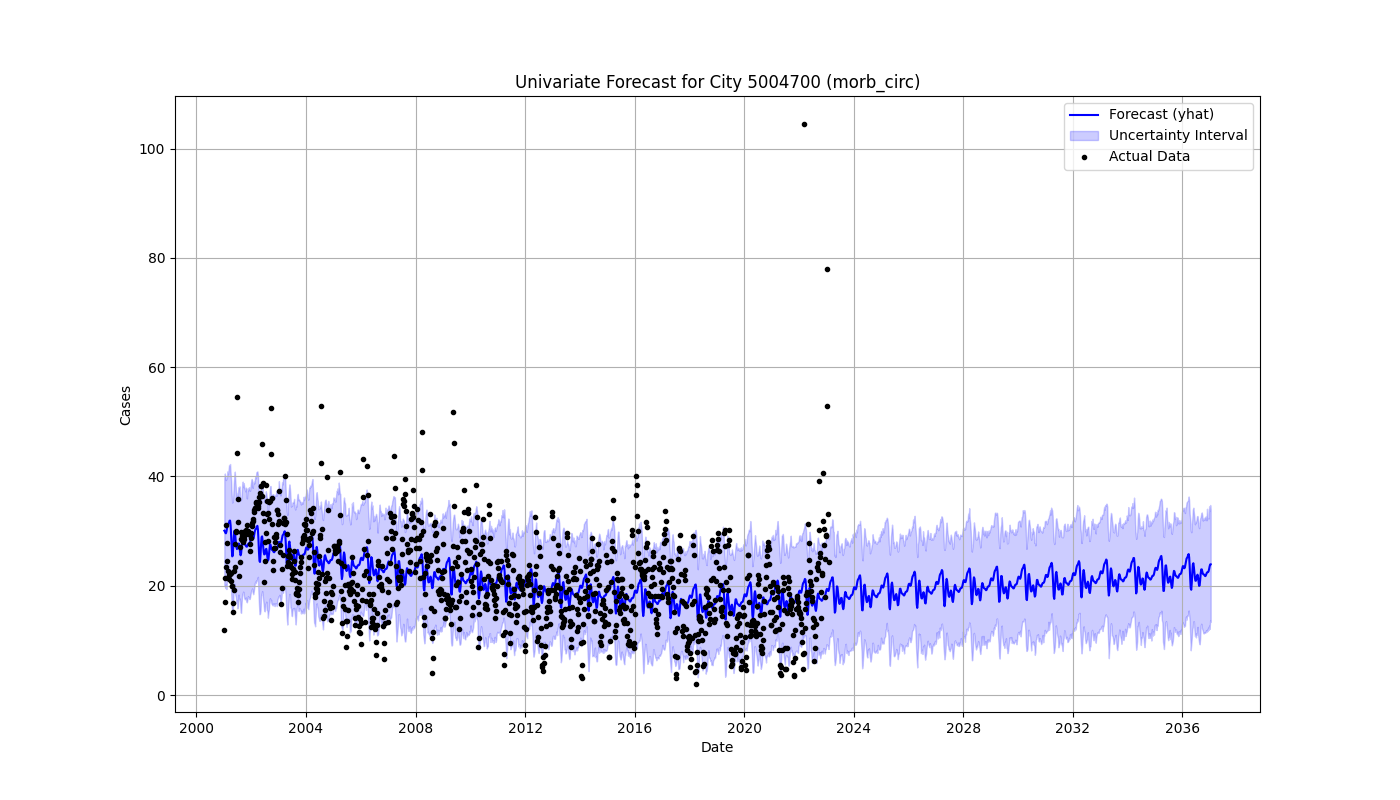 Univariate Forecast for City 5004700 (morb_circ)
Forecast (yhat)
Uncertainty Interval
Actual Data
Cases
100
80
60
40
20
0
2000 2004 2008 2012 2016 2020 2024 2028 2032 2036
Date